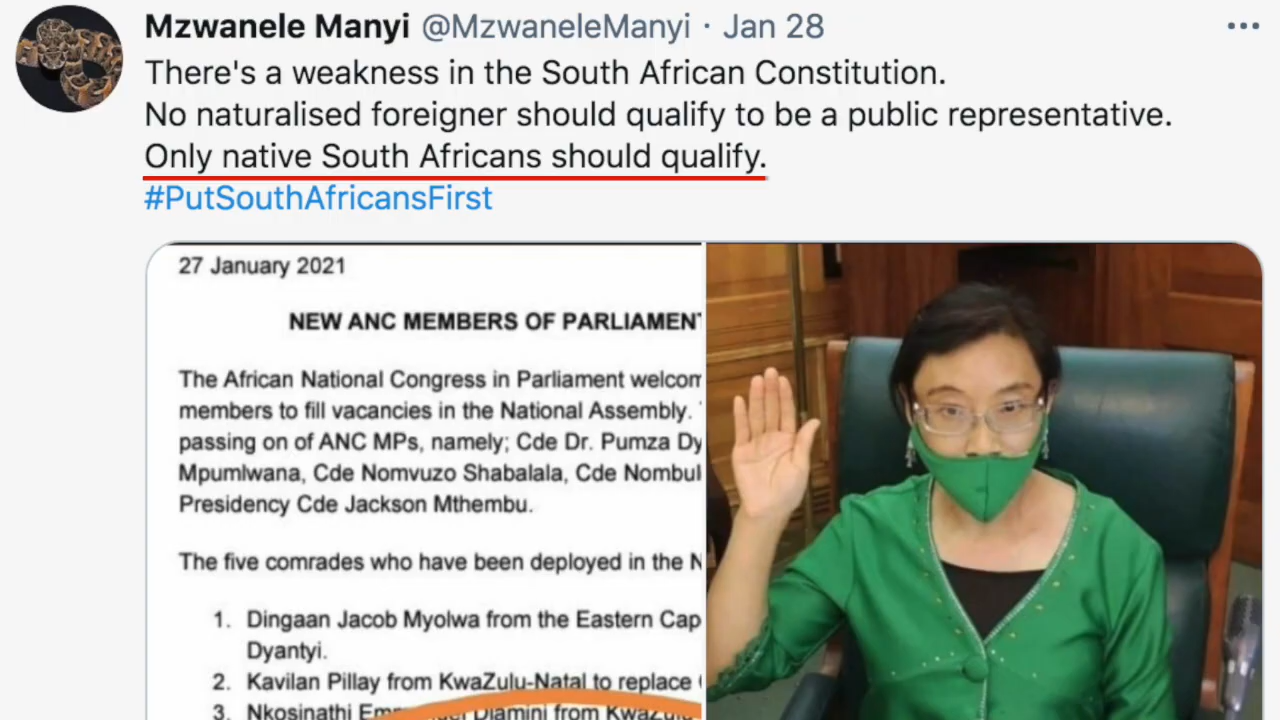 Mzwanele Manyi @MzwaneleManyi · Jan 28
There's a weakness in the South African Constitution.
No naturalised foreigner should qualify to be a public representative.
Only native South Africans should qualify.
#PutSouthAfricansFirst
27 January 2021
NEW ANC MEMBERS OF PARLIAMENT
The African National Congress in Parliament welcom
members to fill vacancies in the National Assembly.
passing on of ANC MPs, namely; Cde Dr. Pumza Dy
Mpumlwana, Cde Nomvuzo Shabalala, Cde Nombul
Presidency Cde Jackson Mthembu.
The five comrades who have been deployed in the N
1. Dingaan Jacob Myolwa from the Eastern Cap
Dyantyi.
2. Kavilan Pillay from KwaZulu-Natal to replace
3. Nkosinathi Dlamini from